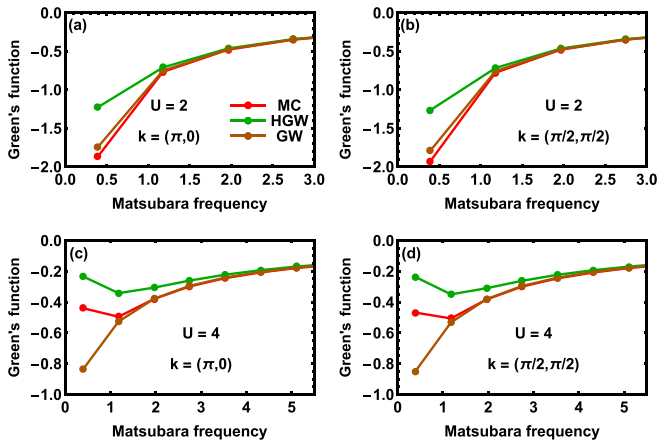 (a)
0.0
−0.5
−1.0
−1.5
−2.0
Green's function
U = 2
k = (π,0)
MC
HGW
GW
0.0 0.5 1.0 1.5 2.0 2.5 3.0
Matsubara frequency
(b)
0.0
−0.5
−1.0
−1.5
−2.0
Green's function
U = 2
k = (π/2,π/2)
0.0 0.5 1.0 1.5 2.0 2.5 3.0
Matsubara frequency
(c)
0.0
−0.2
−0.4
−0.6
−0.8
−1.0
Green's function
U = 4
k = (π,0)
0 1 2 3 4 5
Matsubara frequency
(d)
0.0
−0.2
−0.4
−0.6
−0.8
−1.0
Green's function
U = 4
k = (π/2,π/2)
0 1 2 3 4 5
Matsubara frequency